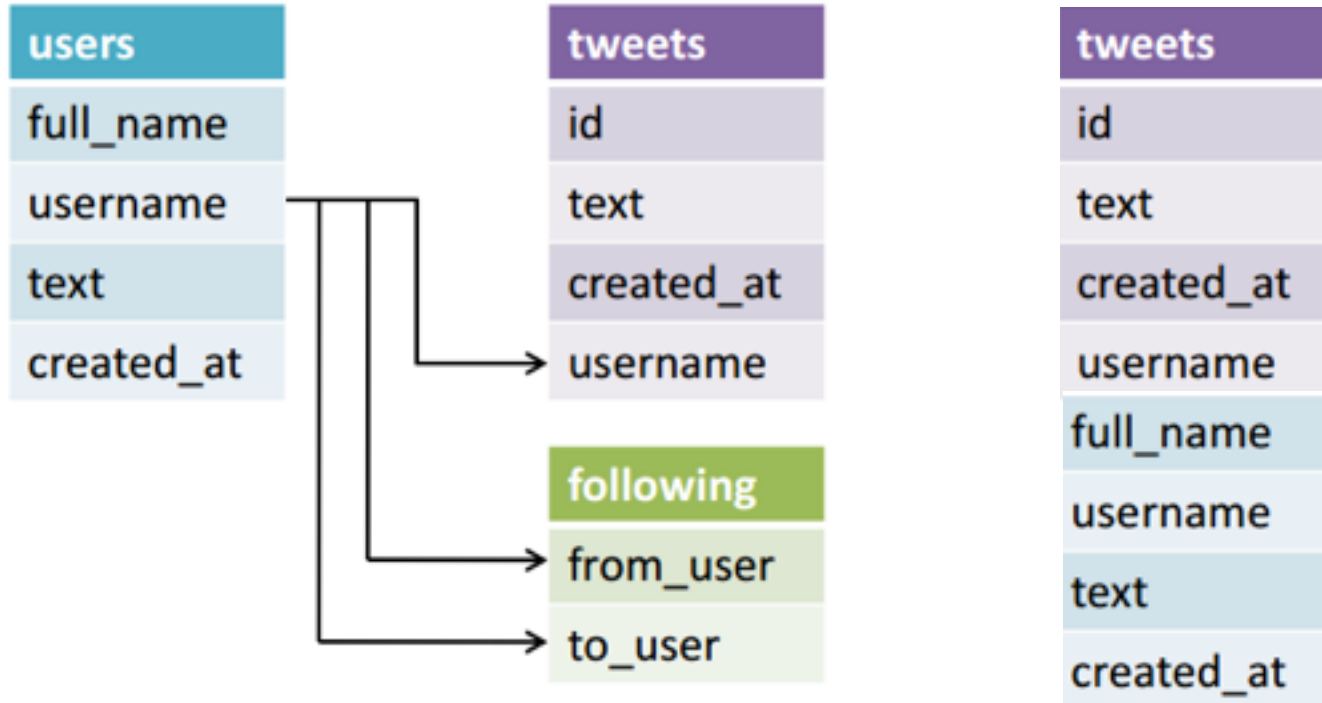 users
full_name
username
text
created_at
tweets
id
text
created_at
username
following
from_user
to_user
tweets
id
text
created_at
username
full_name
username
text
created_at